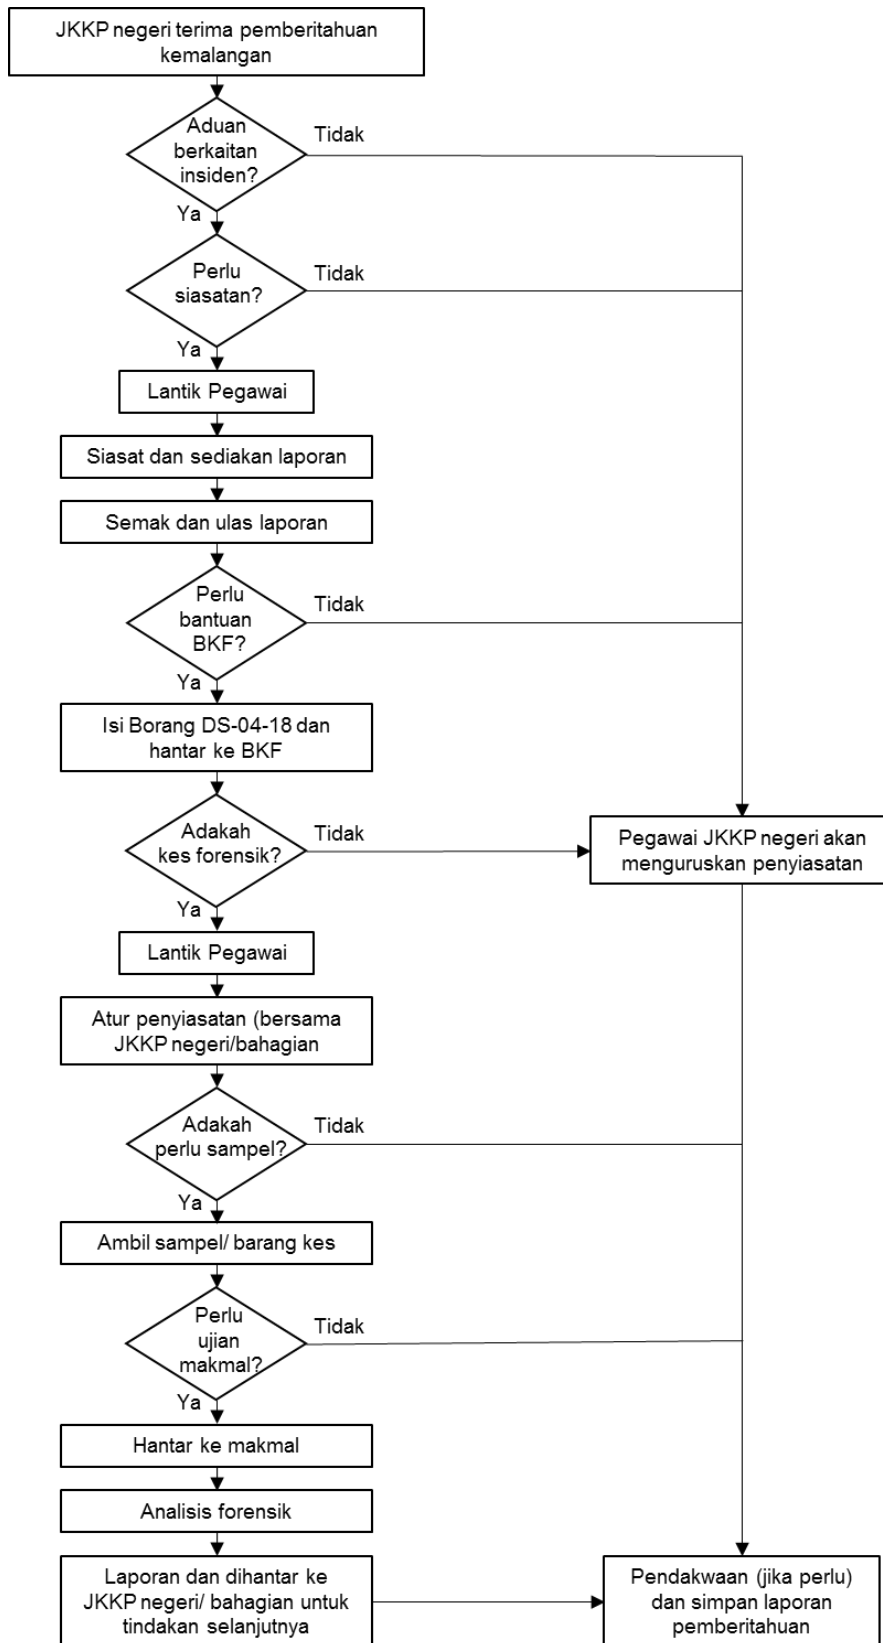 JKKP negeri terima pemberitahuan
kemalangan
Aduan
berkaitan
insiden?
Tidak
Ya
Perlu
siasatan?
Tidak
Ya
Lantik Pegawai
Siasat dan sediakan laporan
Semak dan ulas laporan
Perlu
bantuan
BKF?
Tidak
Ya
Isi Borang DS-04-18 dan
hantar ke BKF
Adakah
kes forensik?
Tidak
Pegawai JKKP negeri akan
menguruskan penyiasatan
Ya
Lantik Pegawai
Atur penyiasatan (bersama
JKKP negeri/bahagian
Adakah
perlu sampel?
Tidak
Ya
Ambil sampel/ barang kes
Perlu
ujian
makmal?
Tidak
Ya
Hantar ke makmal
Analisis forensik
Laporan dan dihantar ke
JKKP negeri/ bahagian untuk
tindakan selanjutnya
Pendakwaan (jika perlu)
dan simpan laporan
pemberitahuan